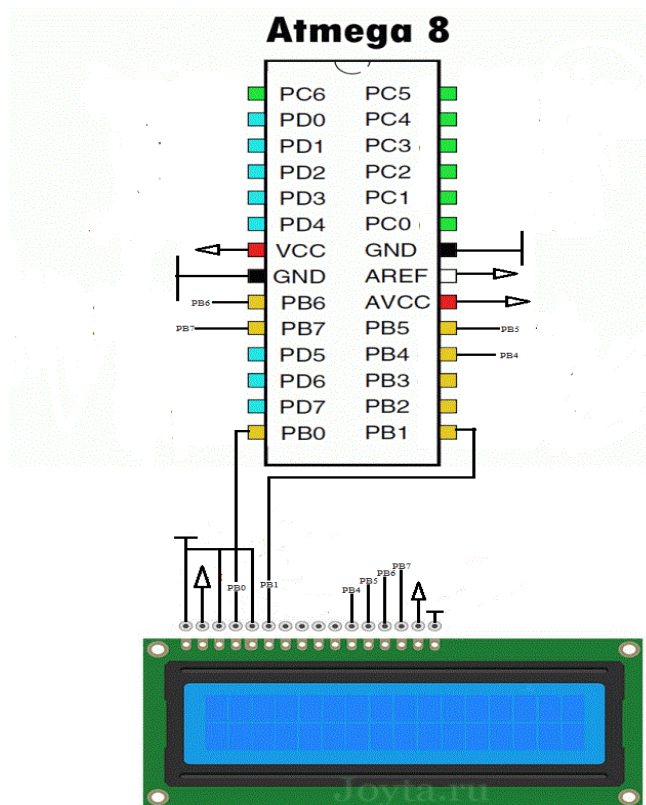 Atmega 8
PC6 PC5
PD0 PC4
PD1 PC3
PD2 PC2
PD3 PC1
PD4 PC0
VCC GND
GND AREF
PB6 PB6 AVCC
PB7 PB7 PB5 PB5
PD5 PB4 PB4
PD6 PB3
PD7 PB2
PB0 PB1
PB0 PB1 PB4 PB5 PB6 PB7
Joyta.ru